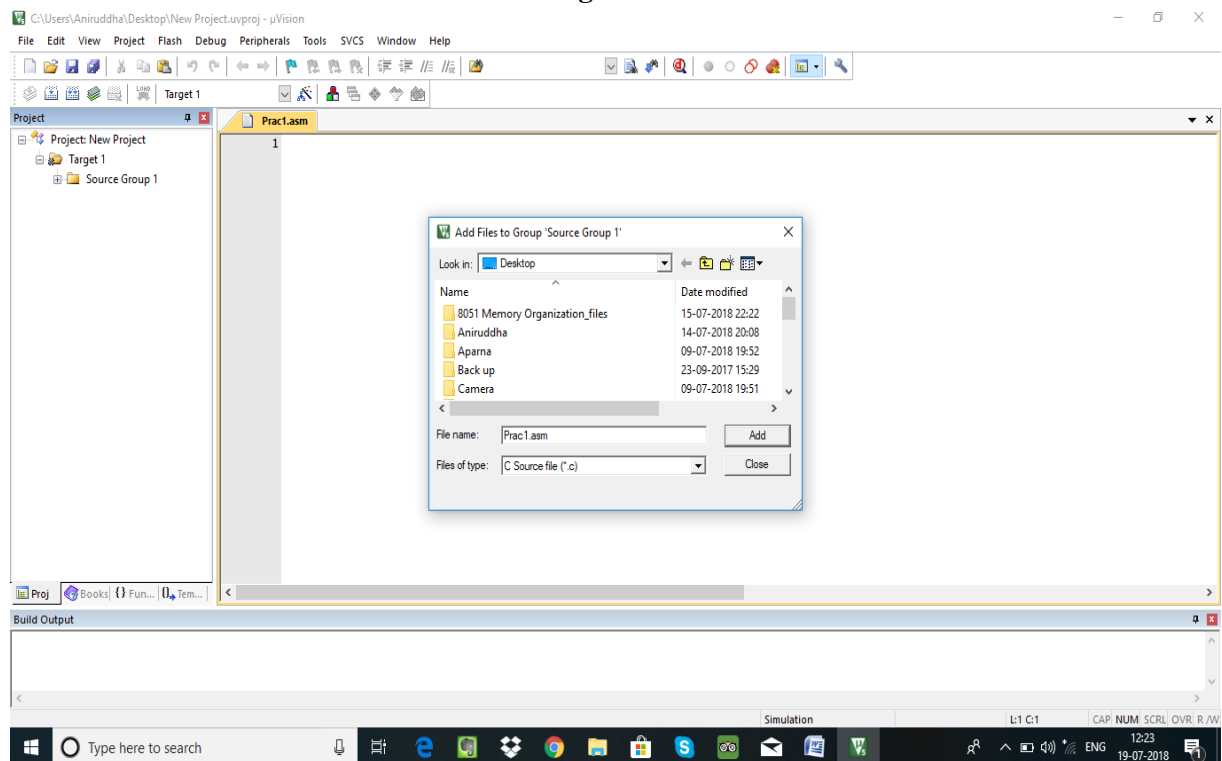 C:\Users\Aniruddha\Desktop\New Project.uvproj - µVision
File Edit View Project Flash Debug Peripherals Tools SVCS Window Help
Target 1
Project
Prac1.asm
Project: New Project
Target 1
Source Group 1
1
Add Files to Group 'Source Group 1'
Look in: Desktop
Name Date modified
8051 Memory Organization_files 15-07-2018 22:22
Aniruddha 14-07-2018 20:08
Aparna 09-07-2018 19:52
Back up 23-09-2017 15:29
Camera 09-07-2018 19:51
File name: Prac1.asm Add
Files of type: C Source file (*.c) Close
Proj Books {} Fun... Tem...
Build Output
Simulation L:1 C:1 CAP NUM SCRL OVR R/W
Type here to search ENG 12:23
19-07-2018